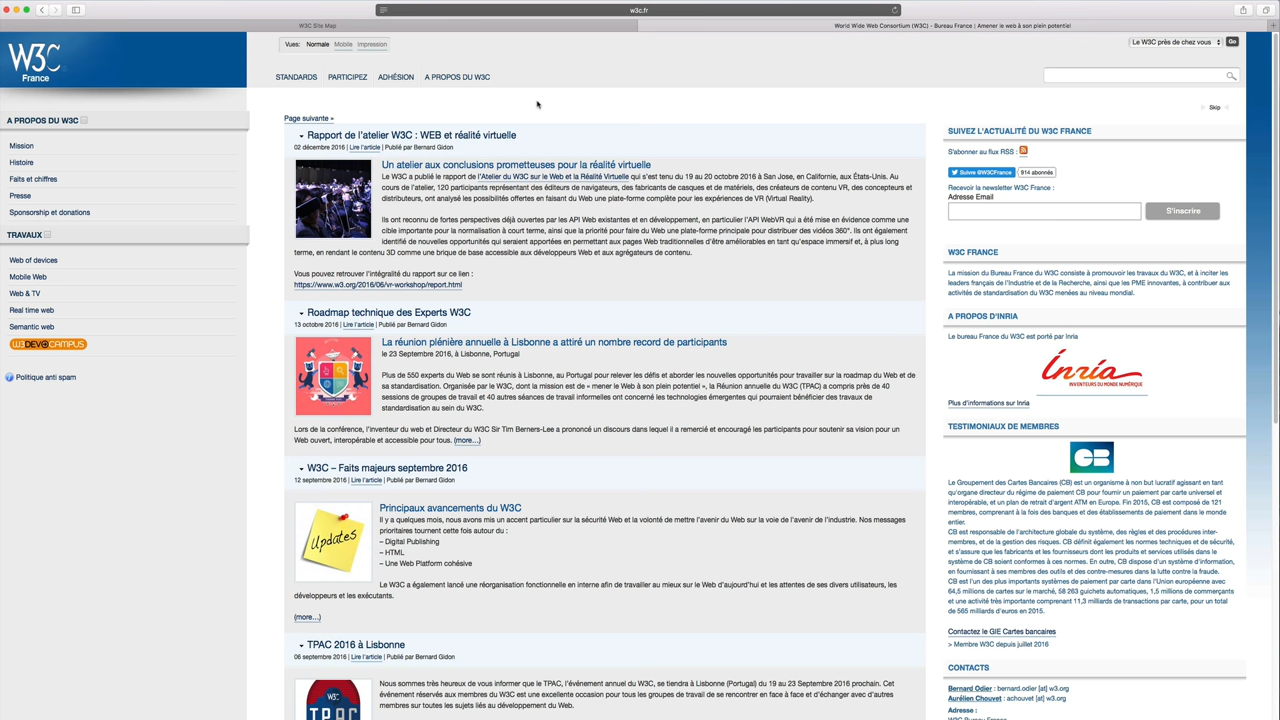 w3c.fr
W3C Site Map
World Wide Web Consortium (W3C) - Bureau France | Amener le web à son plein potentiel
W3C
France
Vues: Normale Mobile Impression
Le W3C près de chez vous Go
STANDARDS PARTICIPEZ ADHÉSION A PROPOS DU W3C
A PROPOS DU W3C
Mission
Histoire
Faits et chiffres
Presse
Sponsorship et donations
TRAVAUX
Web of devices
Mobile Web
Web & TV
Real time web
Semantic web
W3DEVCAMPUS
Politique anti spam
Page suivante »
Rapport de l'atelier W3C : WEB et réalité virtuelle
02 décembre 2016 | Lire l'article | Publié par Bernard Gidon
Un atelier aux conclusions prometteuses pour la réalité virtuelle
Le W3C a publié le rapport de l'Atelier du W3C sur le Web et la Réalité Virtuelle qui s'est tenu du 19 au 20 octobre 2016 à San Jose, en Californie, aux États-Unis. Au
cours de l'atelier, 120 participants représentant des éditeurs de navigateurs, des fabricants de casques et de matériels, des créateurs de contenu VR, des concepteurs et
distributeurs, ont analysé les possibilités offertes en faisant du Web une plate-forme complète pour les expériences de VR (Virtual Reality).
Ils ont reconnu de fortes perspectives déjà ouvertes par les API Web existantes et en développement, en particulier l'API WebVR qui a été mise en évidence comme une
cible importante pour la normalisation à court terme, ainsi que la priorité pour faire du Web une plate-forme principale pour distribuer des vidéos 360°. Ils ont également
identifié de nouvelles opportunités qui seraient apportées en permettant aux pages Web traditionnelles d'être améliorables en tant qu'espace immersif et, à plus long
terme, en rendant le contenu 3D comme une brique de base accessible aux développeurs Web et aux agrégateurs de contenu.
Vous pouvez retrouver l'intégralité du rapport sur ce lien :
https://www.w3.org/2016/06/vr-workshop/report.html
Roadmap technique des Experts W3C
13 octobre 2016 | Lire l'article | Publié par Bernard Gidon
La réunion plénière annuelle à Lisbonne a attiré un nombre record de participants
le 23 Septembre 2016, à Lisbonne, Portugal
Plus de 550 experts du Web se sont réunis à Lisbonne, au Portugal pour relever les défis et aborder les nouvelles opportunités pour travailler sur la roadmap du Web et de
sa standardisation. Organisée par le W3C, dont la mission est de « mener le Web à son plein potentiel », la Réunion annuelle du W3C (TPAC) a compris près de 40
sessions de groupes de travail et 40 autres séances de travail informelles ont concerné les technologies émergentes qui pourraient bénéficier des travaux de
standardisation au sein du W3C.
Lors de la conférence, l'inventeur du web et Directeur du W3C Sir Tim Berners-Lee a prononcé un discours dans lequel il a remercié et encouragé les participants pour soutenir sa vision pour un
Web ouvert, interopérable et accessible pour tous. (more…)
W3C – Faits majeurs septembre 2016
12 septembre 2016 | Lire l'article | Publié par Bernard Gidon
Updates
Principaux avancements du W3C
Il y a quelques mois, nous avons mis un accent particulier sur la sécurité Web et la volonté de mettre l'avenir du Web sur la voie de l'avenir de l'industrie. Nos messages
prioritaires tournent cette fois autour du :
– Digital Publishing
– HTML
– Une Web Platform cohésive
Le W3C a également lancé une réorganisation fonctionnelle en interne afin de travailler au mieux sur le Web d'aujourd'hui et les attentes de ses divers utilisateurs, les
développeurs et les exécutants.
(more…)
TPAC 2016 à Lisbonne
06 septembre 2016 | Lire l'article | Publié par Bernard Gidon
W3C
TPAC
Nous sommes très heureux de vous informer que le TPAC, l'événement annuel du W3C, se tiendra à Lisbonne (Portugal) du 19 au 23 Septembre 2016 prochain. Cet
événement réservés aux membres du W3C est une excellente occasion pour tous les groupes de travail de se rencontrer en face à face et d'échanger avec d'autres
membres sur toutes les sujets liés au développement du Web.
Skip
SUIVEZ L'ACTUALITÉ DU W3C FRANCE
S'abonner au flux RSS :
Suivre @W3CFrance 914 abonnés
Recevoir la newsletter W3C France :
Adresse Email
S'inscrire
W3C FRANCE
La mission du Bureau France du W3C consiste à promouvoir les travaux du W3C, et à inciter les
leaders français de l'Industrie et de la Recherche, ainsi que les PME innovantes, à contribuer aux
activités de standardisation du W3C menées au niveau mondial.
A PROPOS D'INRIA
Le bureau France du W3C est porté par Inria
Inria
INVENTEURS DU MONDE NUMÉRIQUE
Plus d'informations sur Inria
TESTIMONIAUX DE MEMBRES
CB
Le Groupement des Cartes Bancaires (CB) est un organisme à non but lucratif agissant en tant
qu'organe directeur du régime de paiement CB pour fournir un paiement par carte universel et
interopérable, et un plan de retrait d'argent ATM en Europe. Fin 2015, CB est composé de 121
membres, comprenant à la fois des banques et des établissements de paiement dans le monde
entier.
CB est responsable de l'architecture globale du système, des règles et des procédures inter-
membres, et de la gestion des risques. CB définit également les normes techniques et de sécurité,
et s'assure que les fabricants et les fournisseurs dont les produits et services utilisés dans le
système de CB soient conformes à ces normes. En outre, CB dispose d'un système d'information,
en fournissant à ses membres des outils et des contre-mesures dans la lutte contre la fraude.
CB est l'un des plus importants systèmes de paiement par carte dans l'Union européenne avec
64,5 millions de cartes sur le marché, 58 263 guichets automatiques, 1,5 millions de commerçants
et une activité très importante comprenant 11,3 milliards de transactions par carte, pour un total
de 565 milliards d'euros en 2015.
Contactez le GIE Cartes bancaires
> Membre W3C depuis juillet 2016
CONTACTS
Bernard Odier : bernard.odier [at] w3.org
Aurélien Chouvet : achouvet [at] w3.org
Adresse :
W3C Bureau France